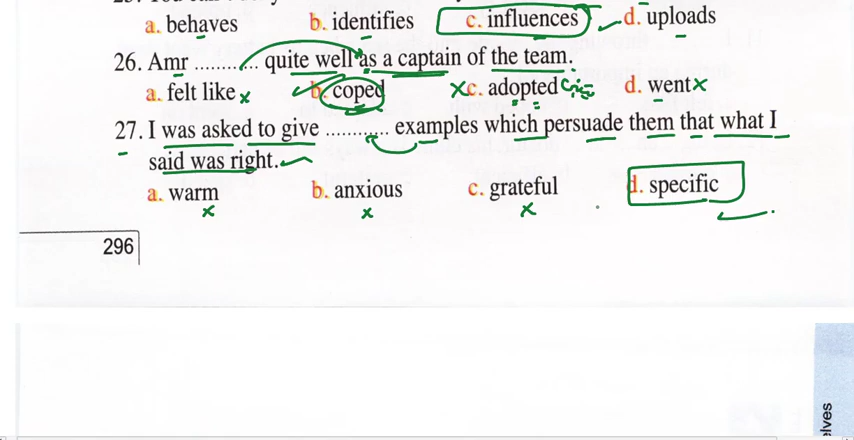 a. behaves b. identifies c. influences d. uploads
26. Amr ............ quite well as a captain of the team.
a. felt like b. coped c. adopted d. went
27. I was asked to give ............ examples which persuade them that what I
said was right.
a. warm b. anxious c. grateful d. specific
296
elves